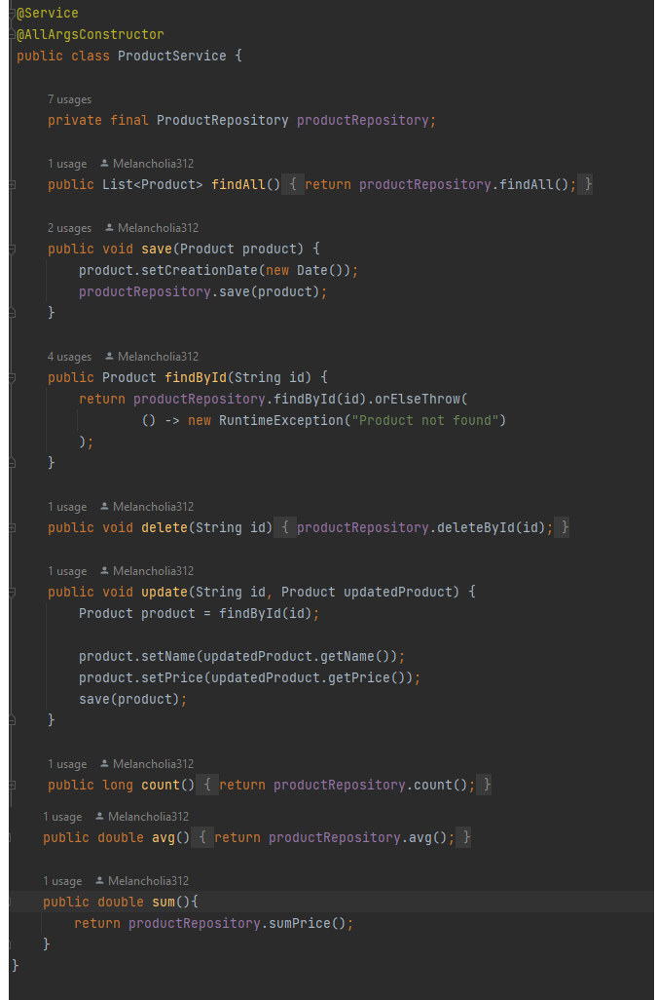 @Service
@AllArgsConstructor
public class ProductService {
7 usages
private final ProductRepository productRepository;
1 usage Melancholia312
public List<Product> findAll() { return productRepository.findAll(); }
2 usages Melancholia312
public void save(Product product) {
product.setCreationDate(new Date());
productRepository.save(product);
}
4 usages Melancholia312
public Product findById(String id) {
return productRepository.findById(id).orElseThrow(
() -> new RuntimeException("Product not found")
);
}
1 usage Melancholia312
public void delete(String id) { productRepository.deleteById(id); }
1 usage Melancholia312
public void update(String id, Product updatedProduct) {
Product product = findById(id);
product.setName(updatedProduct.getName());
product.setPrice(updatedProduct.getPrice());
save(product);
}
1 usage Melancholia312
public long count() { return productRepository.count(); }
1 usage Melancholia312
public double avg() { return productRepository.avg(); }
1 usage Melancholia312
public double sum(){
return productRepository.sumPrice();
}
}